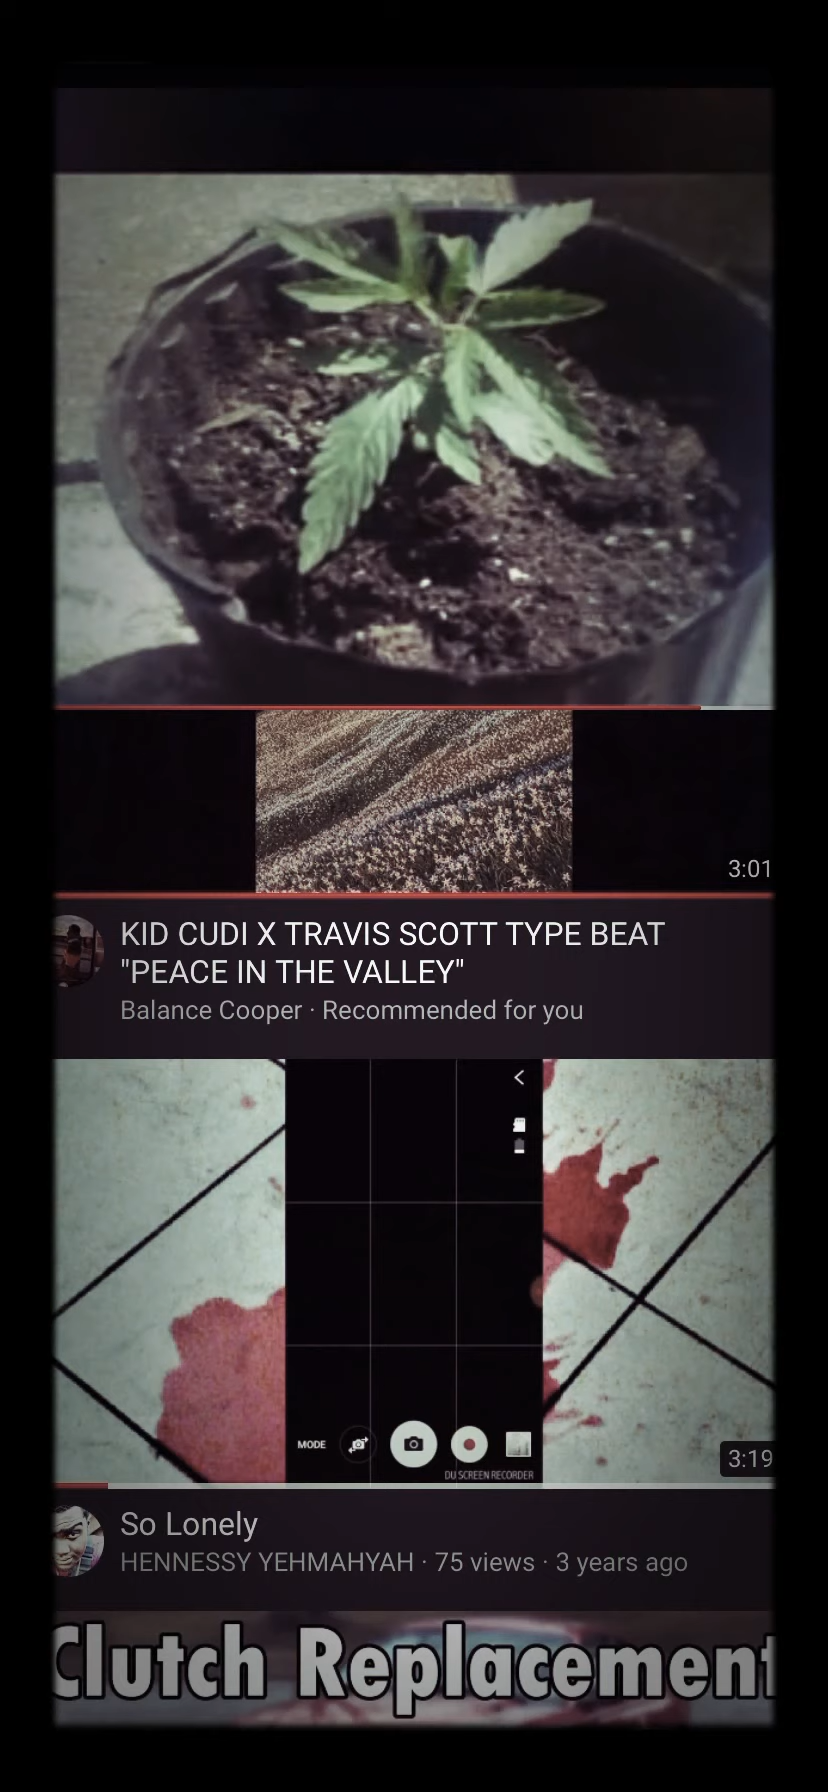 3:01
KID CUDI X TRAVIS SCOTT TYPE BEAT
"PEACE IN THE VALLEY"
Balance Cooper · Recommended for you
MODE
DU SCREEN RECORDER
3:19
So Lonely
HENNESSY YEHMAHYAH · 75 views · 3 years ago
Clutch Replacement